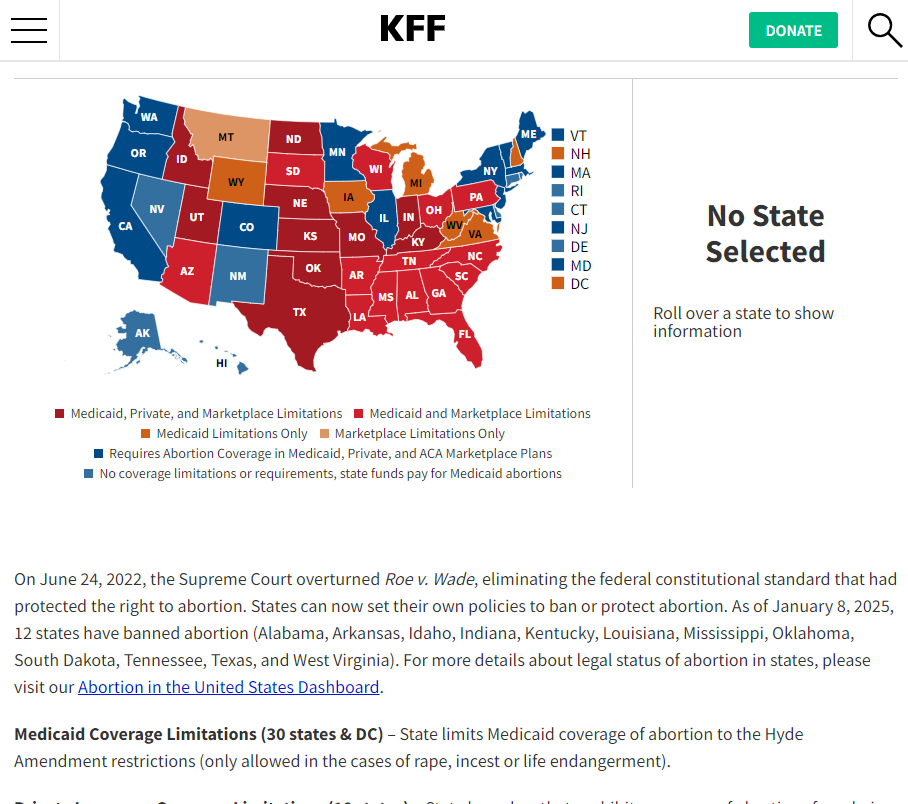 KFF
DONATE
WA
OR
CA
ID
NV
MT
WY
UT
AZ
CO
NM
ND
SD
NE
KS
OK
TX
MN
IA
MO
AR
LA
WI
IL
MI
IN
OH
KY
TN
MS
AL
GA
FL
SC
NC
VA
WV
PA
NY
ME
AK
HI
VT
NH
MA
RI
CT
NJ
DE
MD
DC
No State
Selected
Roll over a state to show
information
Medicaid, Private, and Marketplace Limitations Medicaid and Marketplace Limitations
Medicaid Limitations Only Marketplace Limitations Only
Requires Abortion Coverage in Medicaid, Private, and ACA Marketplace Plans
No coverage limitations or requirements, state funds pay for Medicaid abortions
On June 24, 2022, the Supreme Court overturned Roe v. Wade, eliminating the federal constitutional standard that had
protected the right to abortion. States can now set their own policies to ban or protect abortion. As of January 8, 2025,
12 states have banned abortion (Alabama, Arkansas, Idaho, Indiana, Kentucky, Louisiana, Mississippi, Oklahoma,
South Dakota, Tennessee, Texas, and West Virginia). For more details about legal status of abortion in states, please
visit our Abortion in the United States Dashboard.
Medicaid Coverage Limitations (30 states & DC) – State limits Medicaid coverage of abortion to the Hyde
Amendment restrictions (only allowed in the cases of rape, incest or life endangerment).